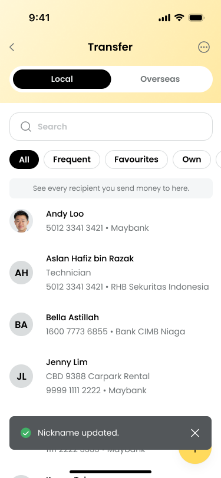 9:41
Transfer
Local
Overseas
Search
All
Frequent
Favourites
Own
See every recipient you send money to here.
Andy Loo
5012 3341 3421 • Maybank
AH
Aslan Hafiz bin Razak
Technician
5012 3341 3421 • RHB Sekuritas Indonesia
BA
Bella Astillah
1600 7773 6855 • Bank CIMB Niaga
JL
Jenny Lim
CBD 9388 Carpark Rental
9999 1111 2222 • Maybank
Nickname updated.